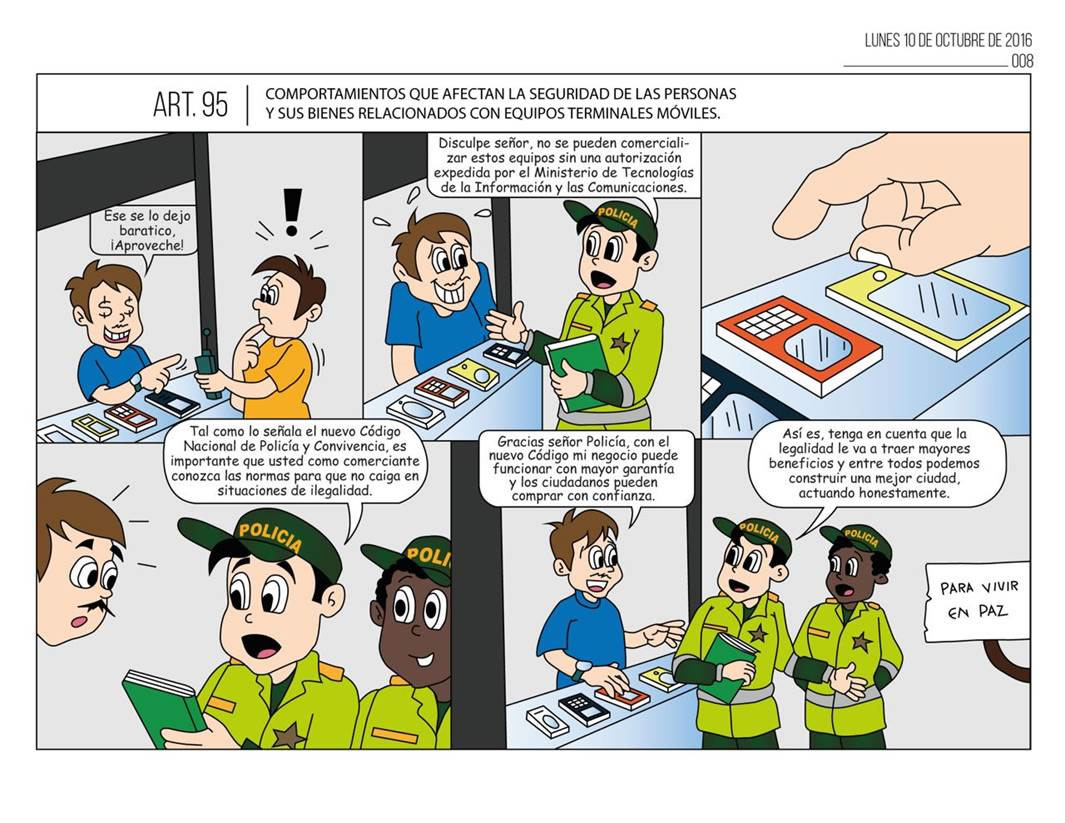 LUNES 10 DE OCTUBRE DE 2016
008
ART. 95
COMPORTAMIENTOS QUE AFECTAN LA SEGURIDAD DE LAS PERSONAS
Y SUS BIENES RELACIONADOS CON EQUIPOS TERMINALES MÓVILES.
Ese se lo dejo
baratico,
¡Aproveche!
!
Disculpe señor, no se pueden comerciali-
zar estos equipos sin una autorización
expedida por el Ministerio de Tecnologías
de la Información y las Comunicaciones.
POLICIA
Tal como lo señala el nuevo Código
Nacional de Policía y Convivencia, es
importante que usted como comerciante
conozca las normas para que no caiga en
situaciones de ilegalidad.
POLICIA
POLI
Gracias señor Policía, con el
nuevo Código mi negocio puede
funcionar con mayor garantía
y los ciudadanos pueden
comprar con confianza.
Así es, tenga en cuenta que la
legalidad le va a traer mayores
beneficios y entre todos podemos
construir una mejor ciudad,
actuando honestamente.
POLICIA
POLICIA
PARA VIVIR
EN PAZ